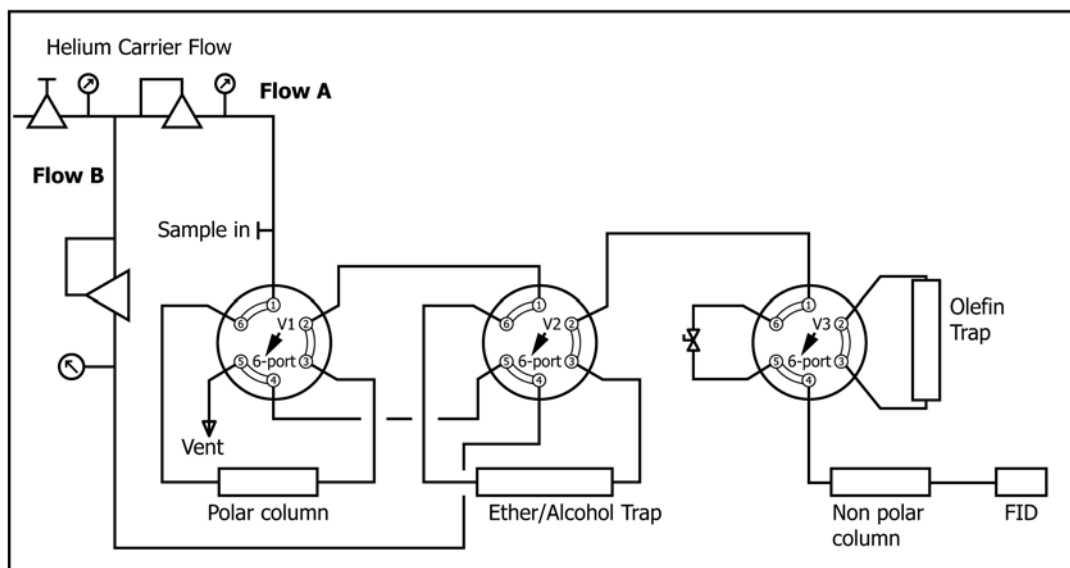 Helium Carrier Flow
Flow A
Flow B
Sample in
1
2
3
4
5
6
V1
6-port
Vent
Polar column
1
2
3
4
5
6
V2
6-port
Ether/Alcohol Trap
1
2
3
4
5
6
V3
6-port
Olefin
Trap
Non polar
column
FID